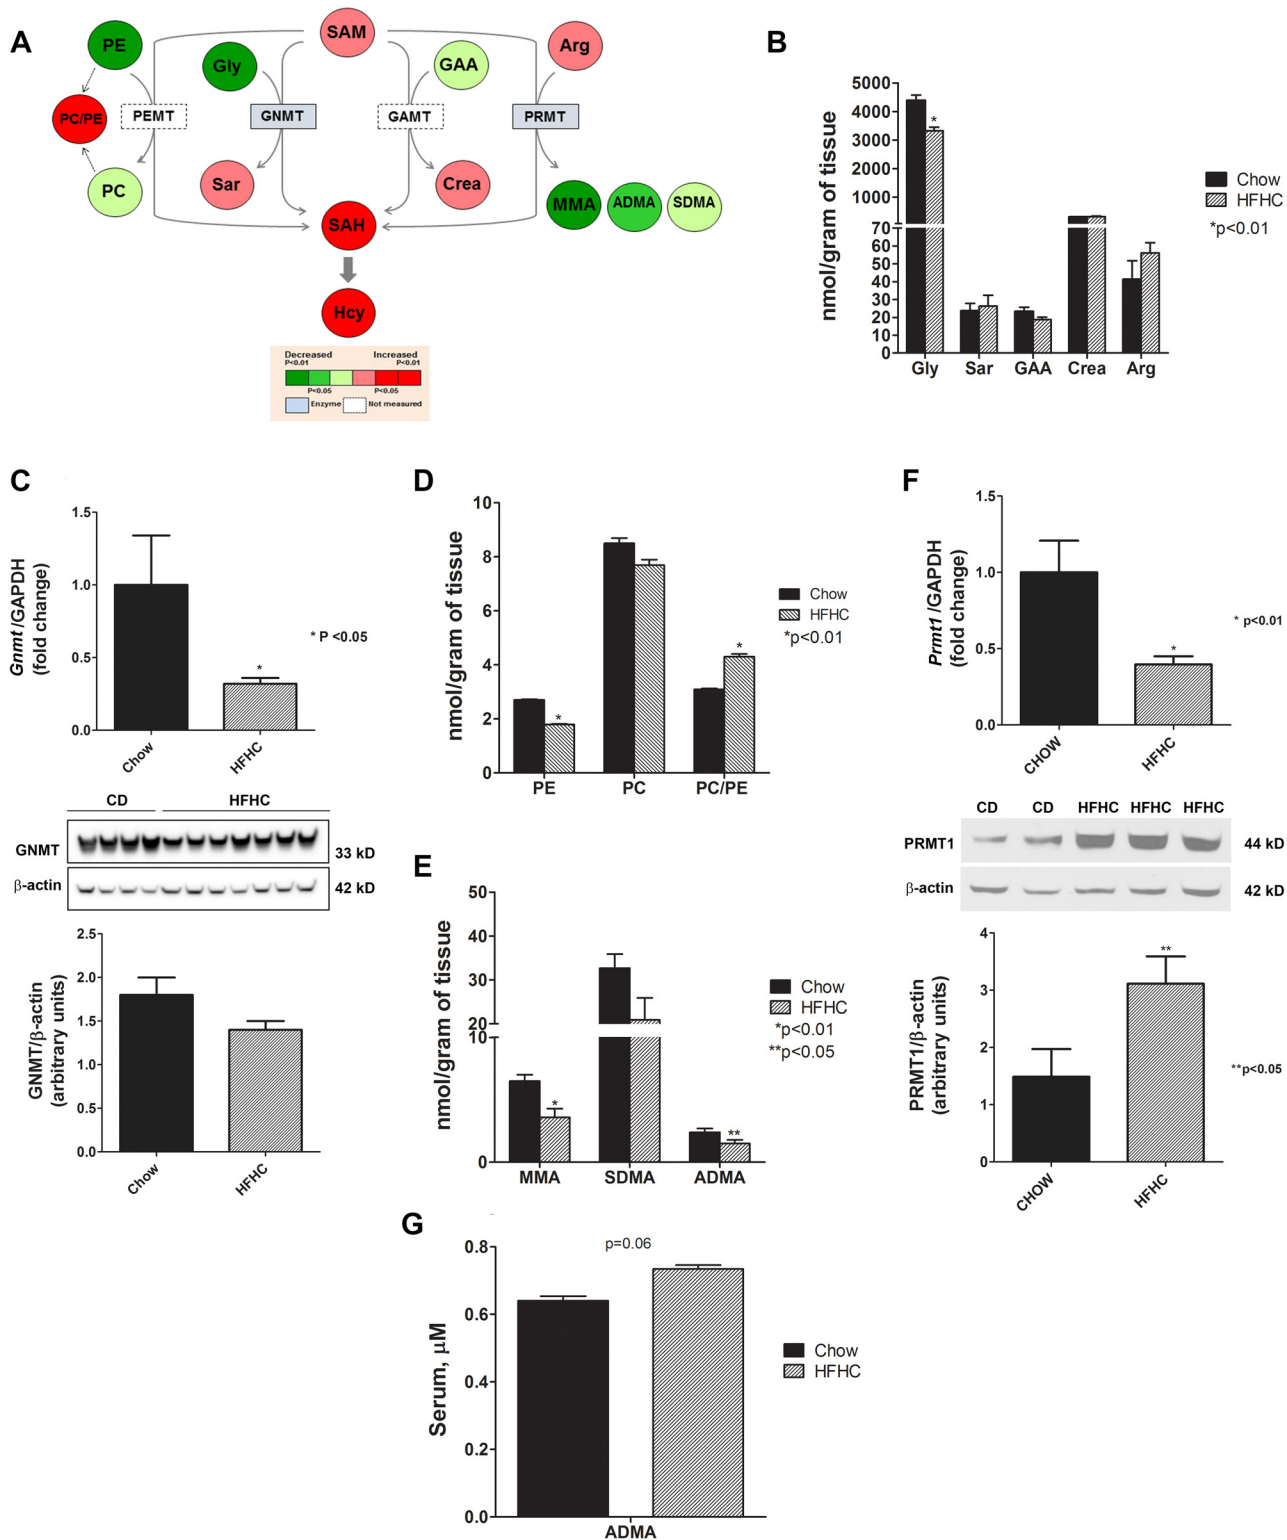 A
PE
SAM
Arg
Gly
GAA
PC/PE
PEMT
GNMT
GAMT
PRMT
PC
Sar
Crea
MMA
ADMA
SDMA
SAH
Hcy
Decreased Increased
P<0.01 P<0.01
P<0.05 P<0.05
Enzyme Not measured
B
nmol/gram of tissue
5000
4000
3000
2000
1000
70
60
50
40
30
20
10
0
*
Gly Sar GAA Crea Arg
Chow
HFHC
*p<0.01
C
Gnmt/GAPDH
(fold change)
1.5
1.0
0.5
0.0
*
* P <0.05
Chow HFHC
CD HFHC
GNMT 33 kD
β-actin 42 kD
GNMT/β-actin
(arbitrary units)
2.5
2.0
1.5
1.0
0.5
0.0
Chow HFHC
D
nmol/gram of tissue
10
8
6
4
2
0
*
*
PE PC PC/PE
Chow
HFHC
*p<0.01
E
nmol/gram of tissue
50
40
30
20
10
0
*
**
MMA SDMA ADMA
Chow
HFHC
*p<0.01
**p<0.05
F
Prmt1/GAPDH
(fold change)
1.5
1.0
0.5
0.0
*
* p<0.01
CHOW HFHC
CD CD HFHC HFHC HFHC
PRMT1 44 kD
β-actin 42 kD
PRMT1/β-actin
(arbitrary units)
4
3
2
1
0
**
**p<0.05
CHOW HFHC
G
Serum, μM
0.8
0.6
0.4
0.2
0.0
p=0.06
ADMA
Chow
HFHC